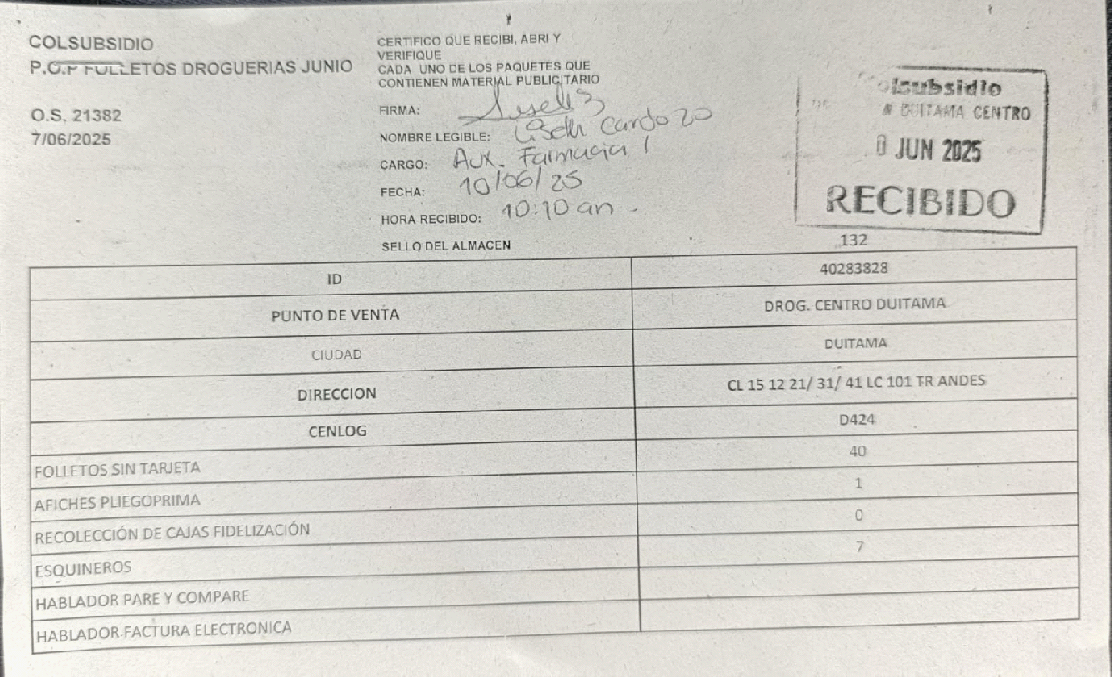 COLSUBSIDIO
P.O.P FOLLETOS DROGUERIAS JUNIO
O.S. 21382
7/06/2025
CERTIFICO QUE RECIBI, ABRI Y
VERIFIQUE
CADA UNO DE LOS PAQUETES QUE
CONTIENEN MATERIAL PUBLICITARIO
FIRMA:
NOMBRE LEGIBLE: Cardozo
CARGO: Aux. Farmacia 1
FECHA: 10/06/25
HORA RECIBIDO: 10:10 am.
SELLO DEL ALMACEN
olsubsidio
DUITAMA CENTRO
0 JUN 2025
RECIBIDO
132
ID 40283828
PUNTO DE VENTA DROG. CENTRO DUITAMA
CIUDAD DUITAMA
DIRECCION CL 15 12 21/ 31/ 41 LC 101 TR ANDES
CENLOG D424
FOLLETOS SIN TARJETA 40
AFICHES PLIEGOPRIMA 1
RECOLECCIÓN DE CAJAS FIDELIZACIÓN 0
ESQUINEROS 7
HABLADOR PARE Y COMPARE
HABLADOR FACTURA ELECTRONICA